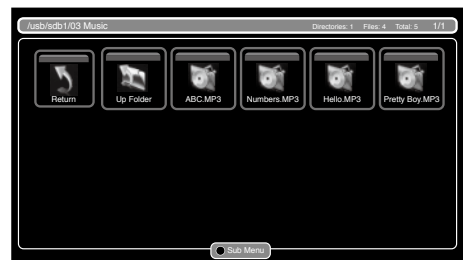 /usb/sdb1/03 Music Directories: 1 Files: 4 Total: 5 1/1
Return Up Folder ABC.MP3 Numbers.MP3 Hello.MP3 Pretty Boy.MP3
Sub Menu